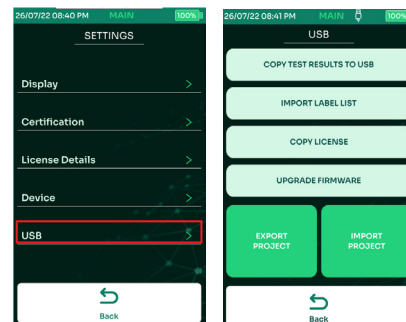 26/07/22 08:40 PM MAIN 100%
SETTINGS
Display
Certification
License Details
Device
USB
Back
26/07/22 08:41 PM MAIN 100%
USB
COPY TEST RESULTS TO USB
IMPORT LABEL LIST
COPY LICENSE
UPGRADE FIRMWARE
EXPORT
PROJECT
IMPORT
PROJECT
Back